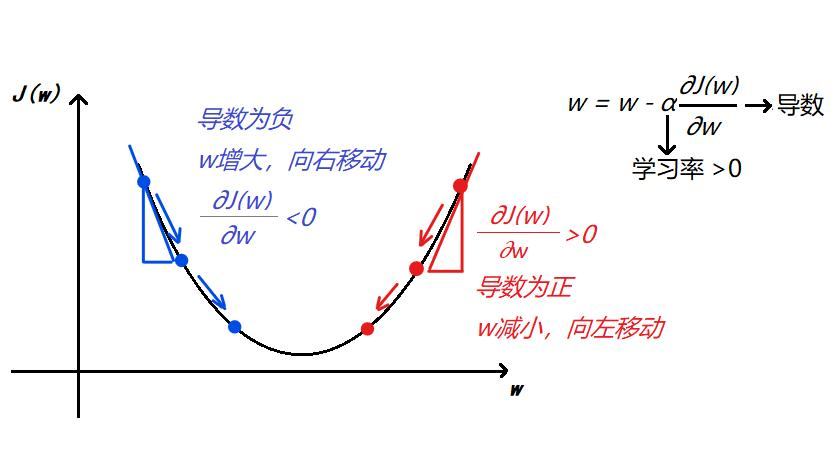 J(w)
导数为负
w增大，向右移动
∂J(w)
∂w
<0
w = w - α ∂J(w)
∂w
导数
学习率 >0
∂J(w)
∂w
>0
导数为正
w减小，向左移动
w